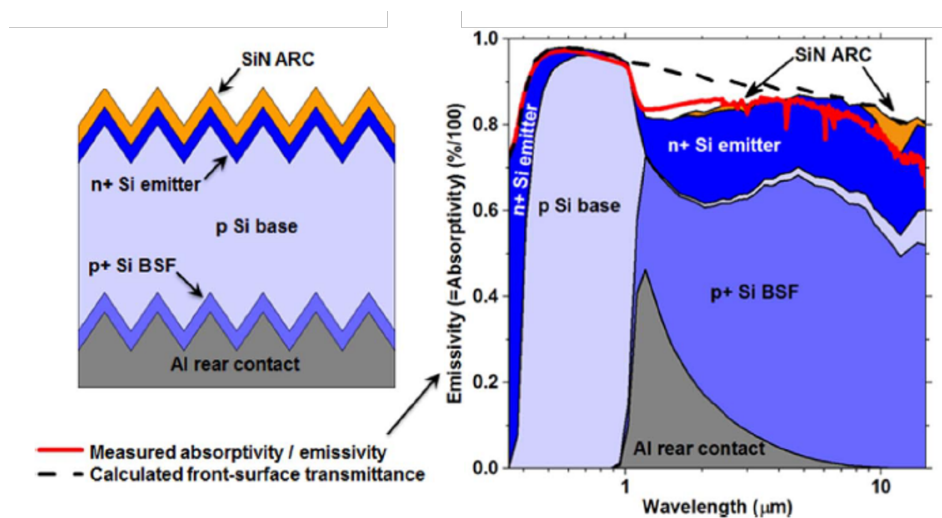 SiN ARC
n+ Si emitter
p Si base
p+ Si BSF
Al rear contact
Measured absorptivity / emissivity
Calculated front-surface transmittance
Emissivity (=Absorptivity) (%/100)
1.0
0.8
0.6
0.4
0.2
0.0
SiN ARC
n+ Si emitter
n+ Si emitter
p Si base
p+ Si BSF
Al rear contact
1
10
Wavelength (μm)